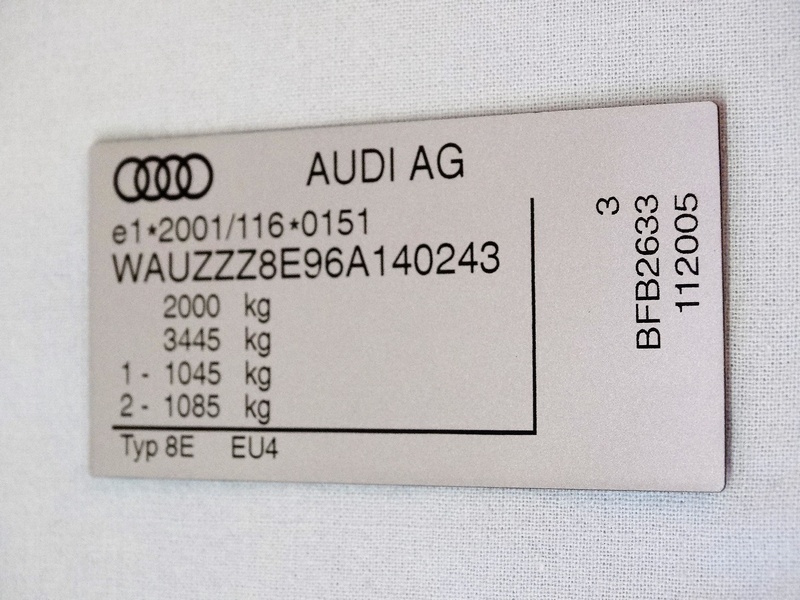 AUDI AG
e1*2001/116*0151
WAUZZZ8E96A140243
2000 kg
3445 kg
1 - 1045 kg
2 - 1085 kg
Typ 8E EU4
3
BFB2633
112005